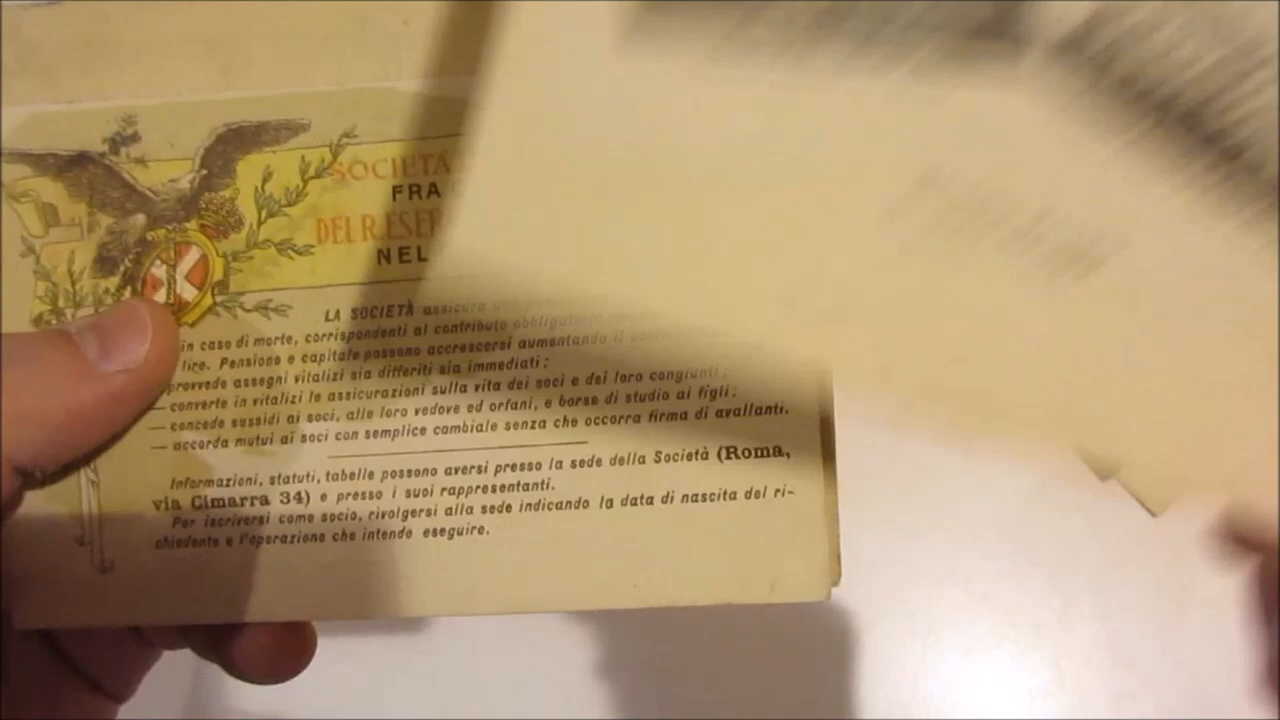 SOCIETÀ
FRA
DEL R. ESER
NEL
LA SOCIETÀ assicura
in caso di morte, corrispondenti al contributo obbligatorio
lire. Pensione e capitale possono accrescersi aumentando il
provvede assegni vitalizi sia differiti sia immediati;
— converte in vitalizi le assicurazioni sulla vita dei soci e dei loro congiunti;
— concede sussidi ai soci, alle loro vedove ed orfani, e borse di studio ai figli;
— accorda mutui ai soci con semplice cambiale senza che occorra firma di avallanti.
Informazioni, statuti, tabelle possono aversi presso la sede della Società (Roma,
via Cimarra 34) e presso i suoi rappresentanti.
Per iscriversi come socio, rivolgersi alla sede indicando la data di nascita del ri-
chiedente e l'operazione che intende eseguire.